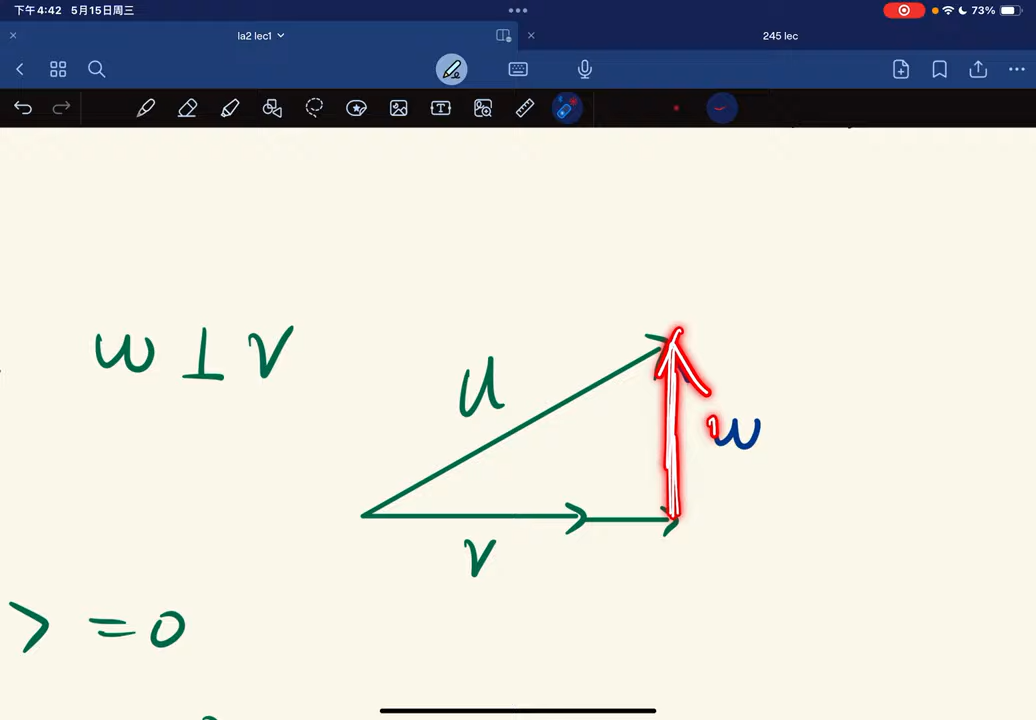 下午4:42 5月15日周三
73%
la2 lec1
245 lec
T
w ⊥ v
u
w
v
> = 0